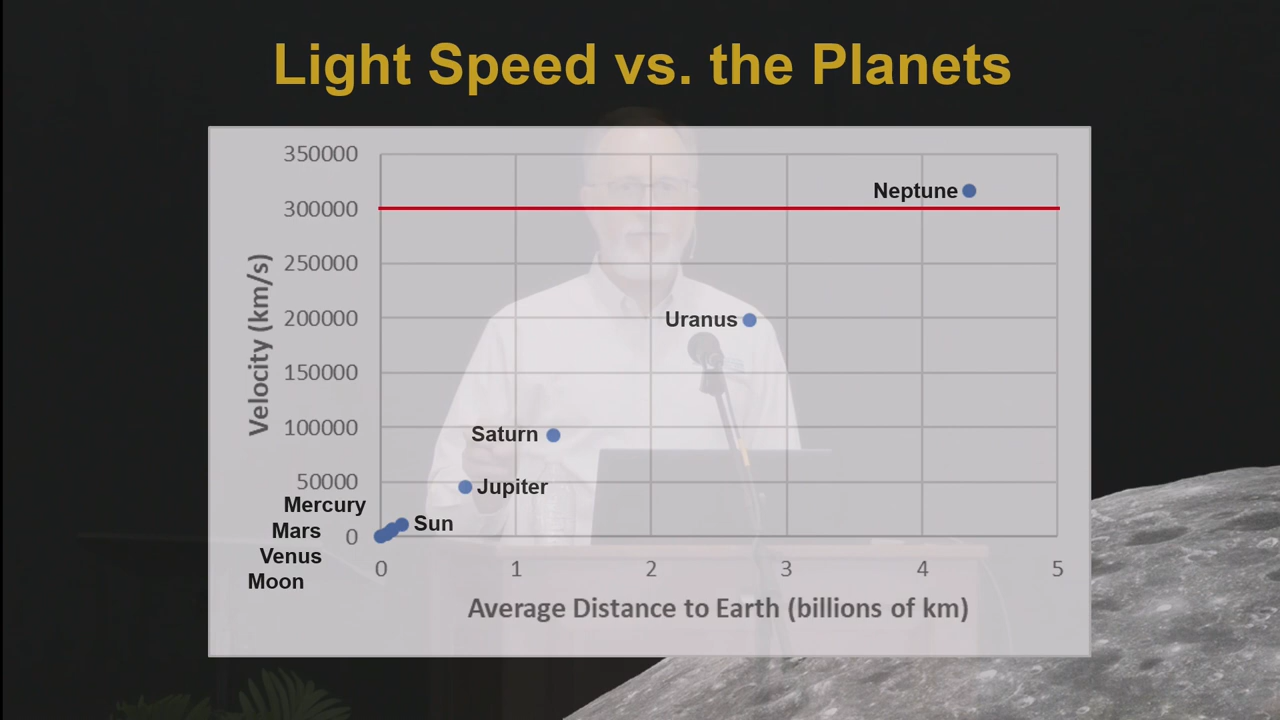 Light Speed vs. the Planets
350000
300000
250000
200000
150000
100000
50000
0
Velocity (km/s)
Neptune
Uranus
Saturn
Jupiter
Sun
Mercury
Mars
Venus
Moon
0 1 2 3 4 5
Average Distance to Earth (billions of km)